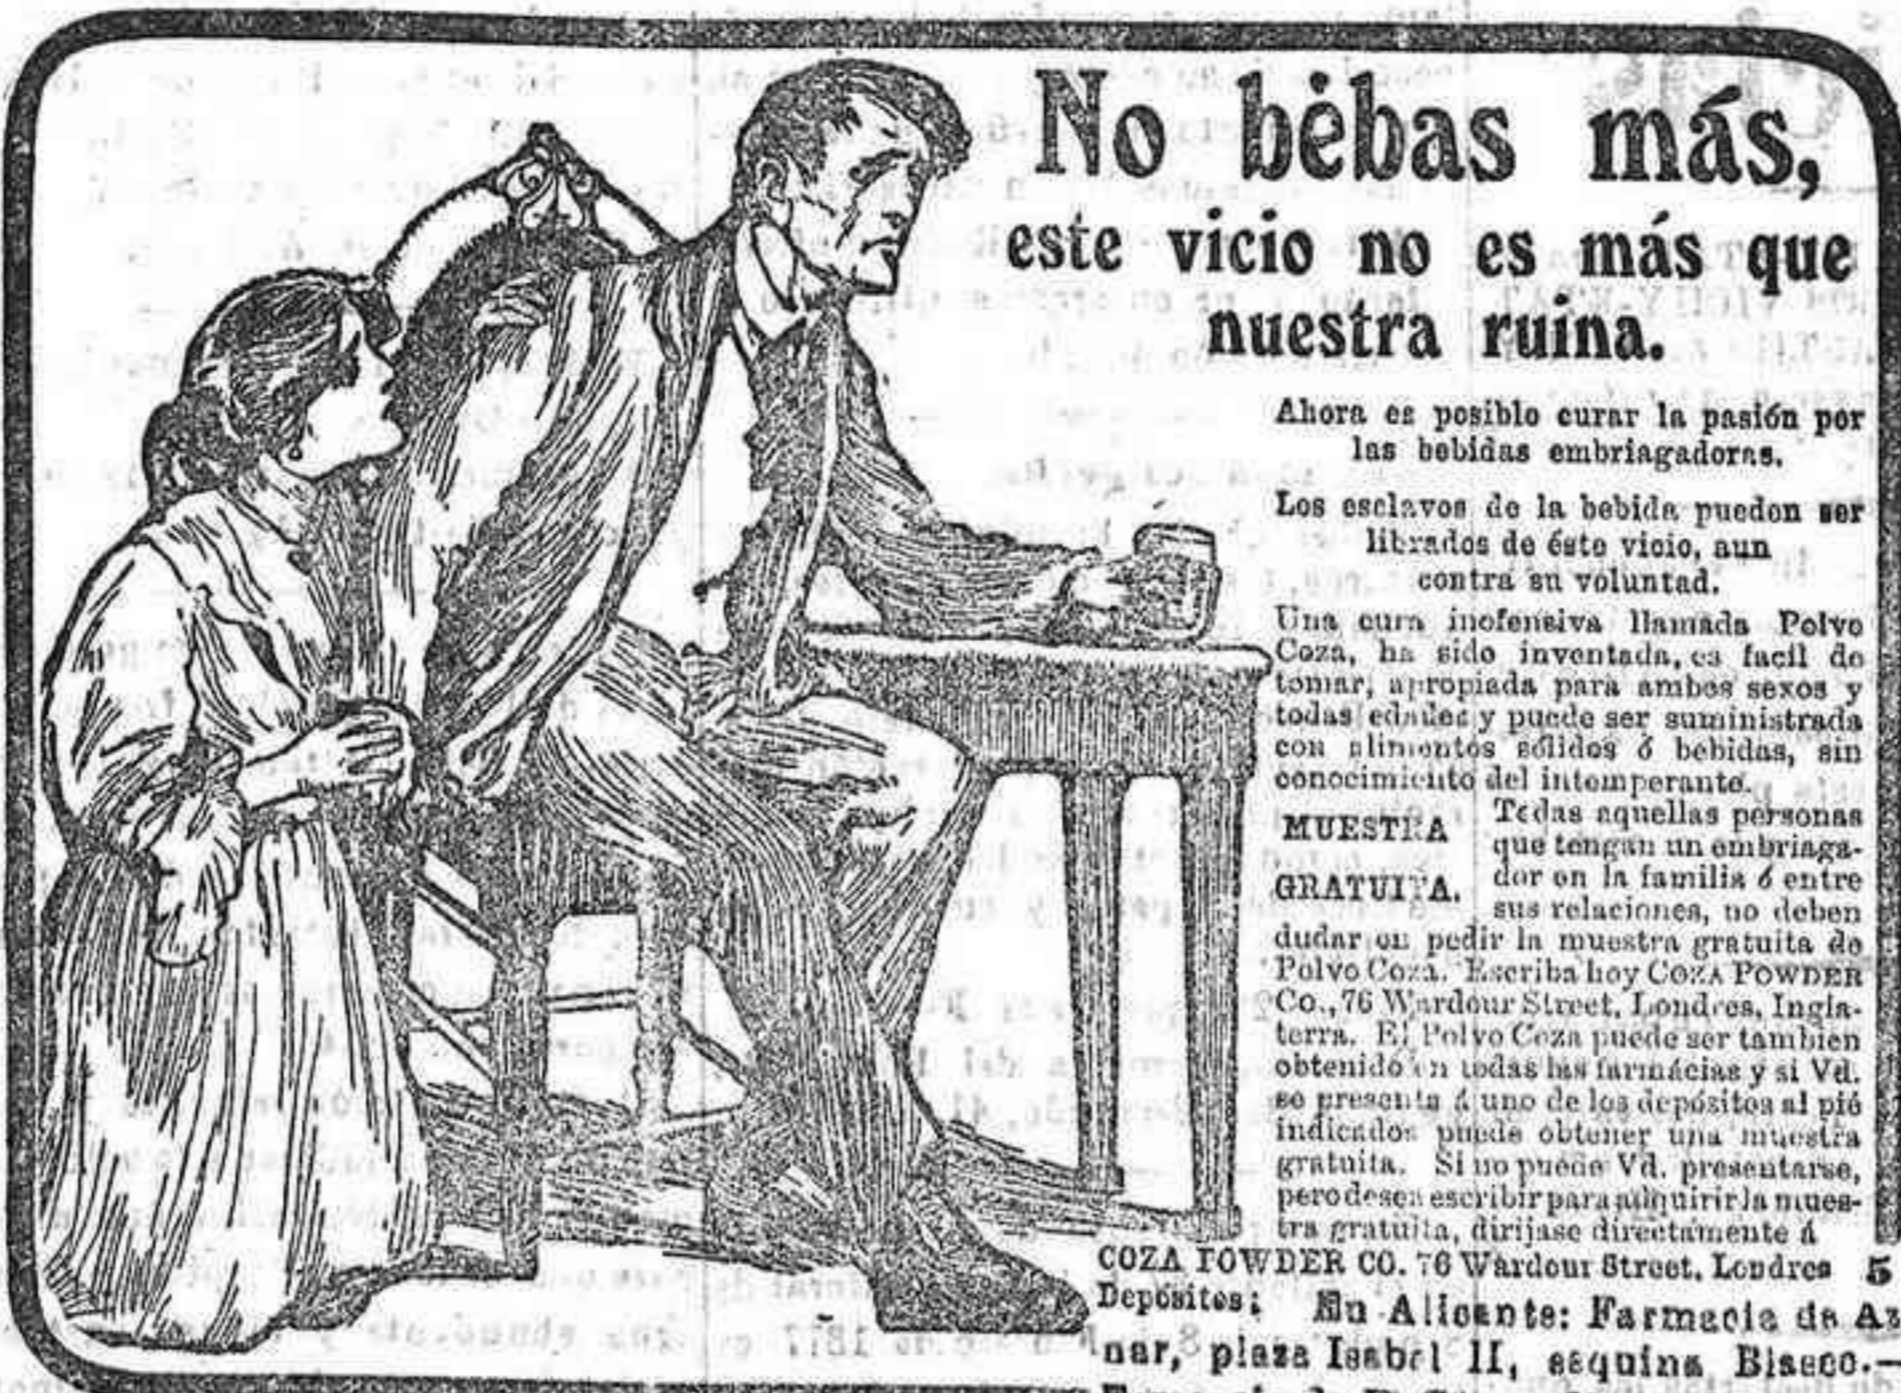 No bébas más,
este vicio no es más que
nuestra ruina.
Ahora es posible curar la pasión por
las bebidas embriagadoras.
Los esclavos de la bebida pueden ser
librados de éste vicio, aun
contra su voluntad.
Una cura inofensiva llamada Polvo
Coza, ha sido inventada, es facil de
tomar, apropiada para ambos sexos y
todas edades y puede ser suministrada
con alimentos sólidos ó bebidas, sin
conocimiento del intemperante.
MUESTRA
GRATUITA.
Todas aquellas personas
que tengan un embriaga-
dor en la familia ó entre
sus relaciones, no deben
dudar en pedir la muestra gratuita de
Polvo Coza. Escriba hoy COZA POWDER
Co., 76 Wardour Street, Londres, Ingla-
terra. El Polvo Coza puede ser tambien
obtenido en todas las farmácias y si Vd.
se presenta á uno de los depósitos al pié
indicados puede obtener una muestra
gratuita. Si no puede Vd. presentarse,
pero desea escribir para adquirir la mues-
tra gratuita, dirijase directamente á
COZA POWDER CO. 76 Wardour Street, Londres 5
Depósitos: En Alicante: Farmacia de Az
nar, plaza Isabel II, esquina Blasco.—